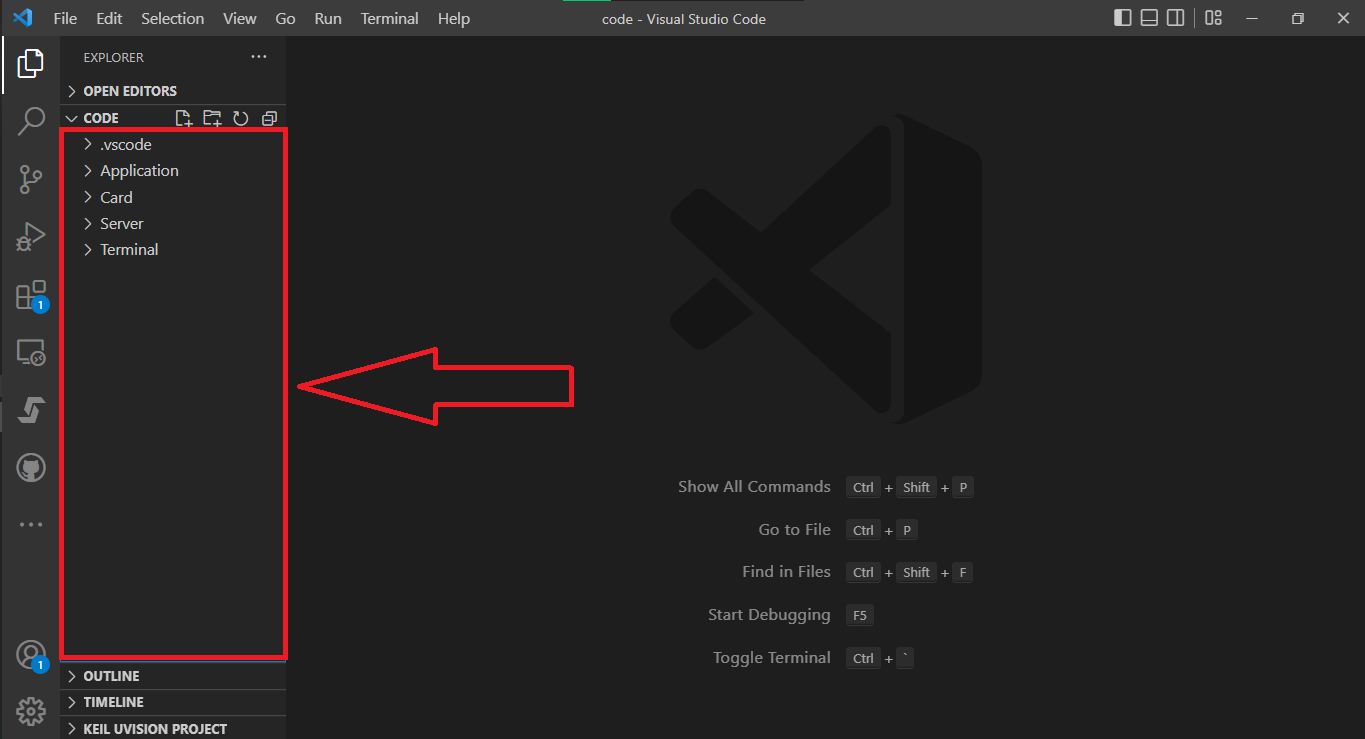 File Edit Selection View Go Run Terminal Help code - Visual Studio Code
EXPLORER
OPEN EDITORS
CODE
.vscode
Application
Card
Server
Terminal
1
Show All Commands Ctrl + Shift + P
Go to File Ctrl + P
Find in Files Ctrl + Shift + F
Start Debugging F5
Toggle Terminal Ctrl + `
1
OUTLINE
TIMELINE
KEIL UVISION PROJECT